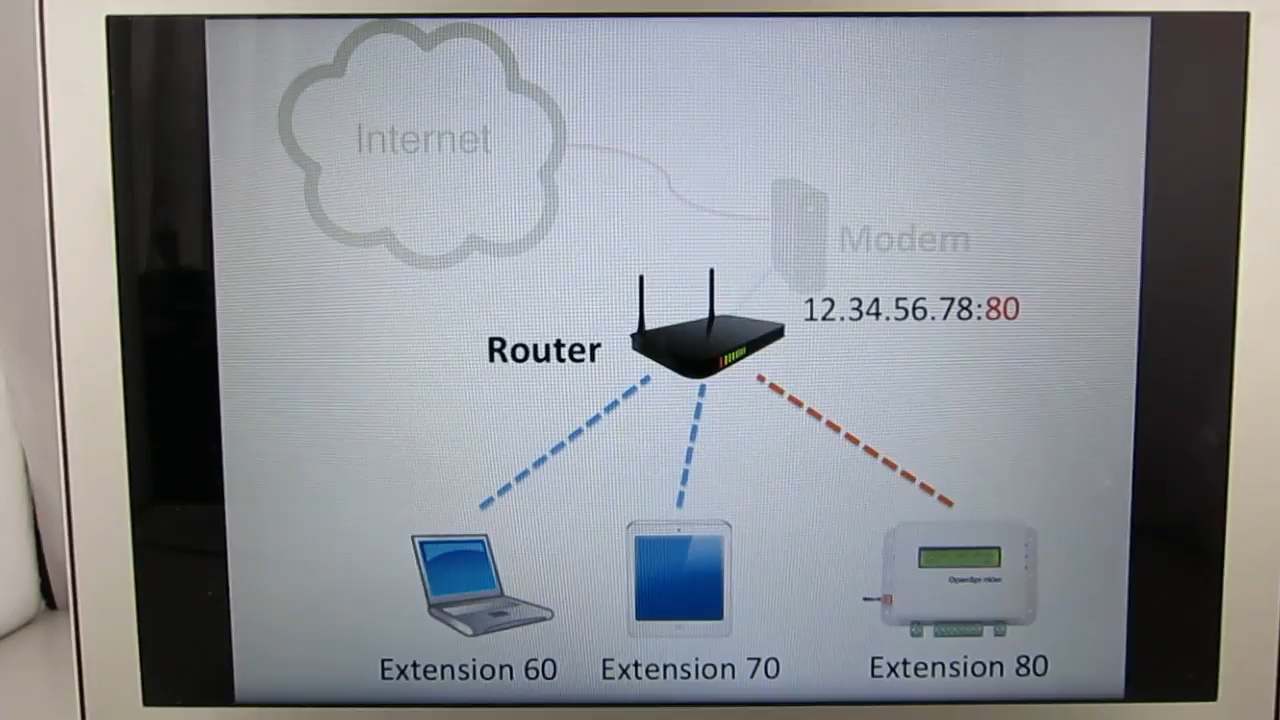 Internet
Modem
12.34.56.78:80
Router
Extension 60
Extension 70
Extension 80